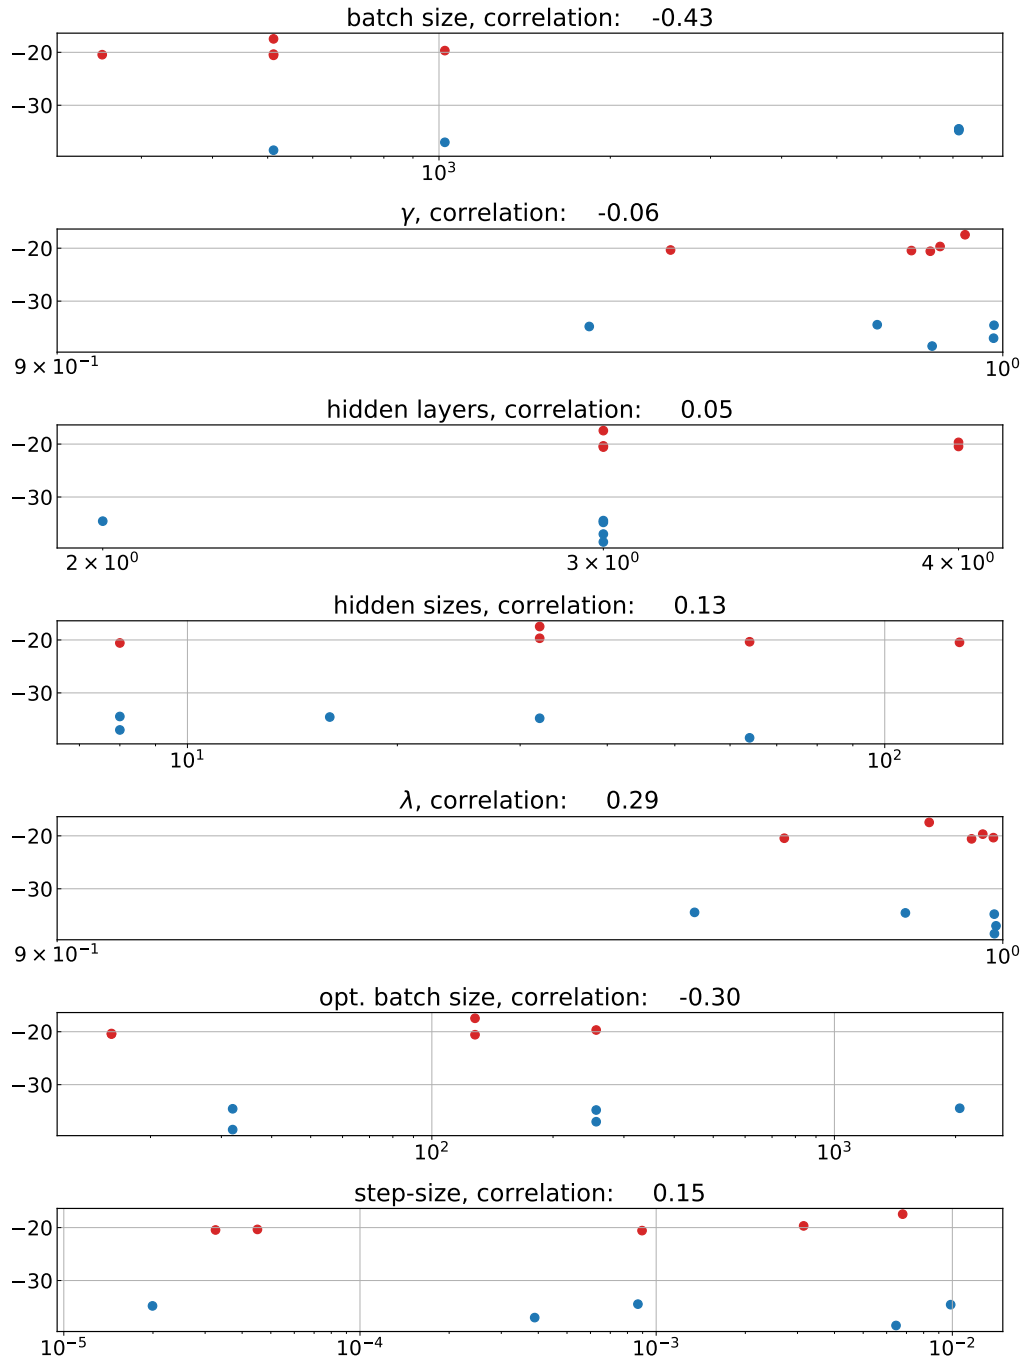 batch size, correlation: -0.43
−20
−30
10³
γ, correlation: -0.06
−20
−30
9 × 10⁻¹ 10⁰
hidden layers, correlation: 0.05
−20
−30
2 × 10⁰ 3 × 10⁰ 4 × 10⁰
hidden sizes, correlation: 0.13
−20
−30
10¹ 10²
λ, correlation: 0.29
−20
−30
9 × 10⁻¹ 10⁰
opt. batch size, correlation: -0.30
−20
−30
10² 10³
step-size, correlation: 0.15
−20
−30
10⁻⁵ 10⁻⁴ 10⁻³ 10⁻²